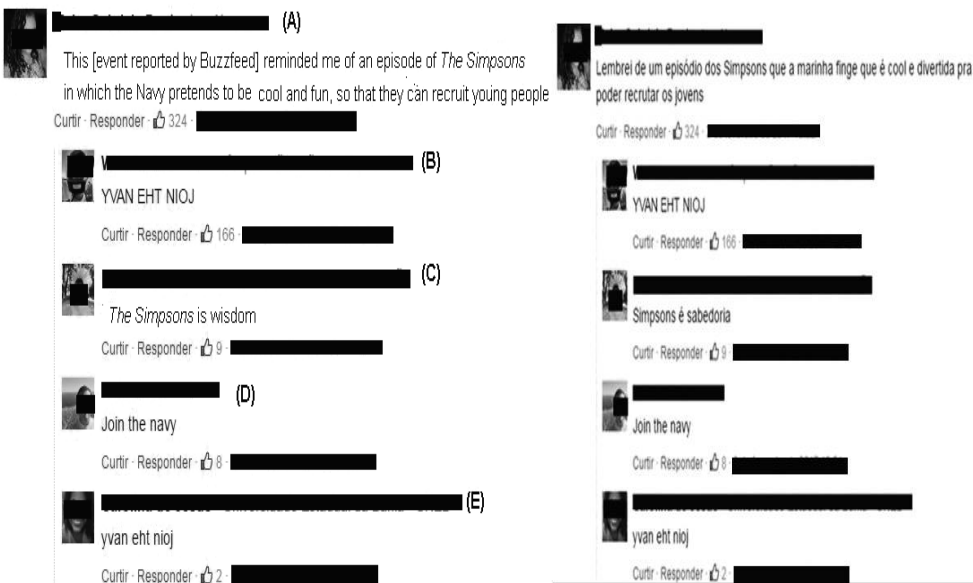 (A)
This [event reported by Buzzfeed] reminded me of an episode of The Simpsons
in which the Navy pretends to be cool and fun, so that they can recruit young people
Curtir · Responder · 324 ·
(B)
YVAN EHT NIOJ
Curtir · Responder · 166 ·
(C)
The Simpsons is wisdom
Curtir · Responder · 9 ·
(D)
Join the navy
Curtir · Responder · 8 ·
(E)
yvan eht nioj
Curtir · Responder · 2 ·
Lembrei de um episódio dos Simpsons que a marinha finge que é cool e divertida pra
poder recrutar os jovens
Curtir · Responder · 324 ·
YVAN EHT NIOJ
Curtir · Responder · 166 ·
Simpsons é sabedoria
Curtir · Responder · 9 ·
Join the navy
Curtir · Responder · 8 ·
yvan eht nioj
Curtir · Responder · 2 ·